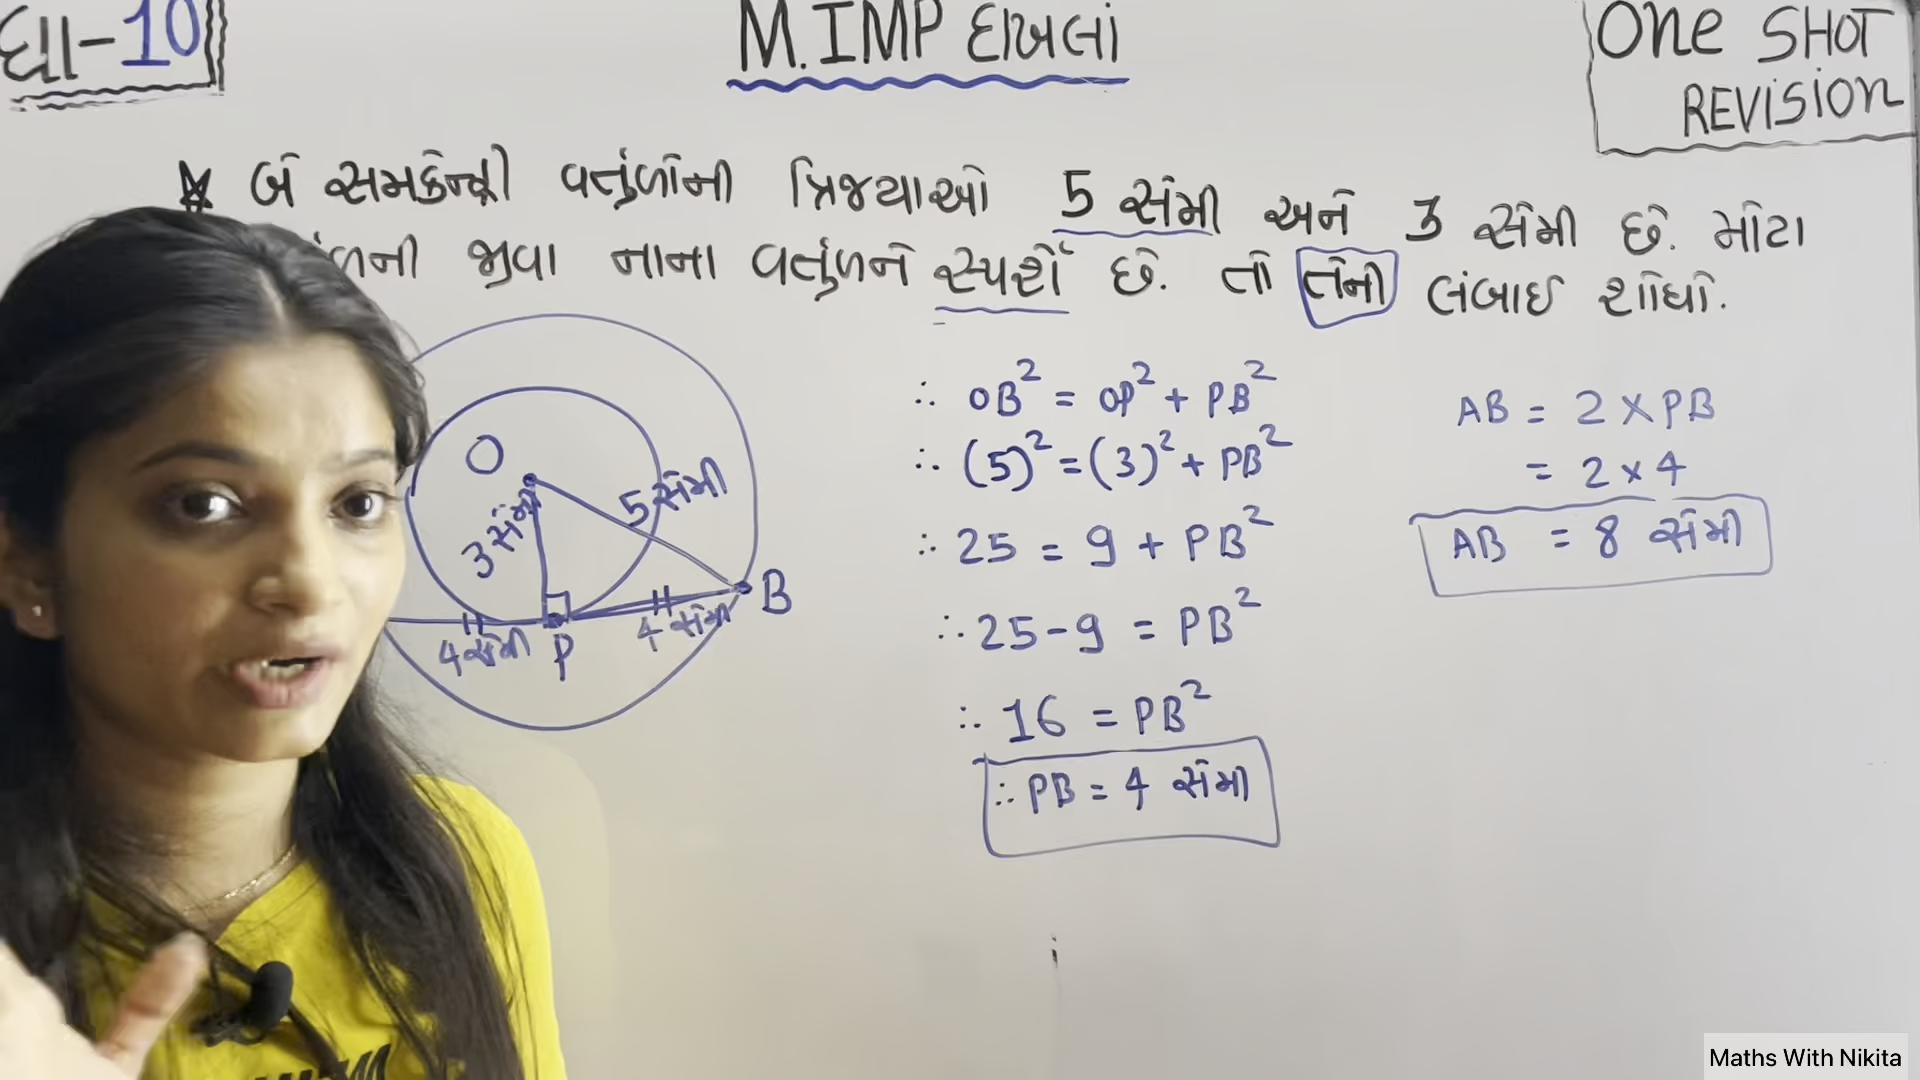 ધો-10
M.IMP દાખલા
One SHOT
REVISION
બે સમકેન્દ્રી વર્તુળોની ત્રિજ્યાઓ 5 સેમી અને 3 સેમી છે. મોટા
ળની જીવા નાના વર્તુળને સ્પર્શે છે. તો તેની લંબાઈ શોધો.
O
3 સેમી
5 સેમી
B
4 સેમી P 4 સેમી
∴ OB² = OP² + PB²
∴ (5)² = (3)² + PB²
∴ 25 = 9 + PB²
∴ 25 - 9 = PB²
∴ 16 = PB²
∴ PB = 4 સેમી
AB = 2 × PB
= 2 × 4
AB = 8 સેમી
Maths With Nikita